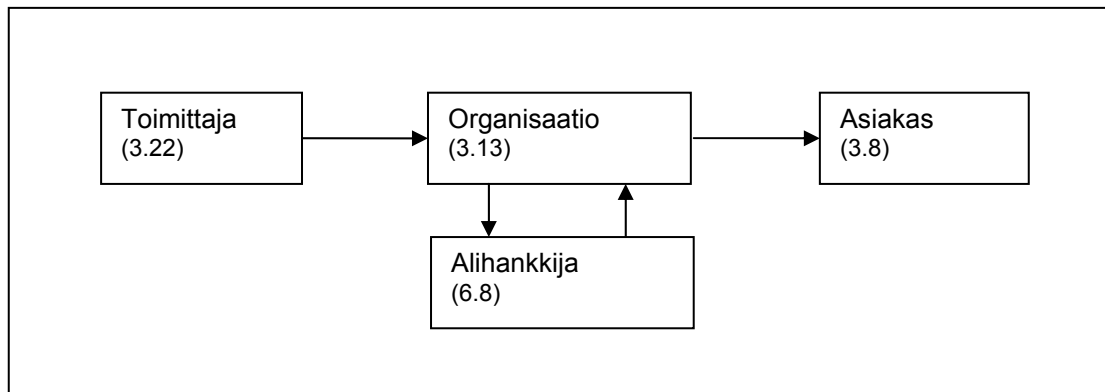 Toimittaja
(3.22)
Organisaatio
(3.13)
Asiakas
(3.8)
Alihankkija
(6.8)